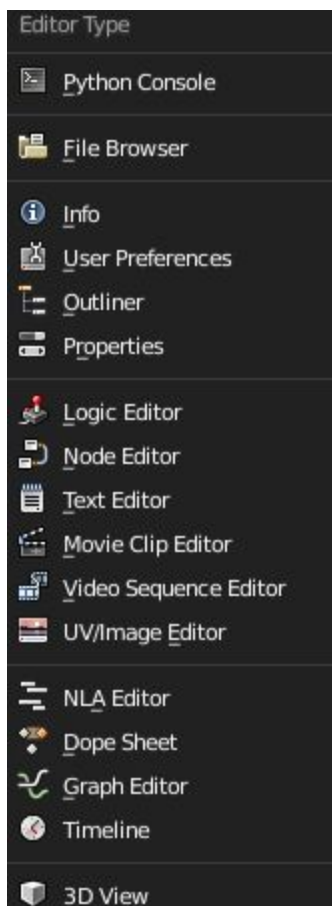 Editor Type
Python Console
File Browser
Info
User Preferences
Outliner
Properties
Logic Editor
Node Editor
Text Editor
Movie Clip Editor
Video Sequence Editor
UV/Image Editor
NLA Editor
Dope Sheet
Graph Editor
Timeline
3D View